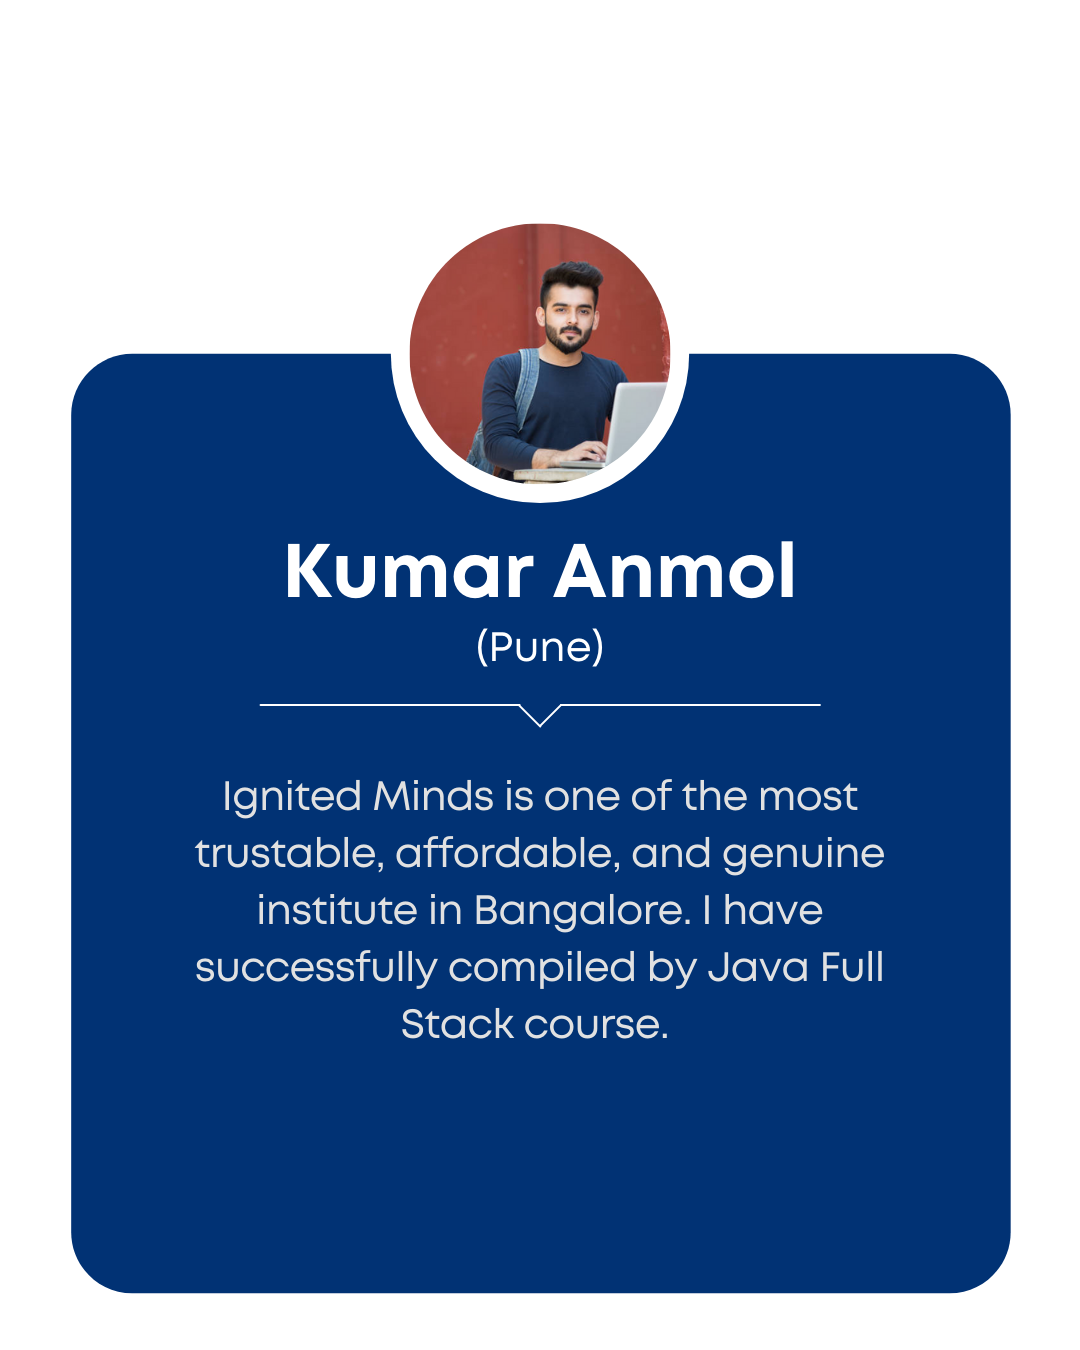 Kumar Anmol
(Pune)
Ignited Minds is one of the most
trustable, affordable, and genuine
institute in Bangalore. I have
successfully compiled by Java Full
Stack course.